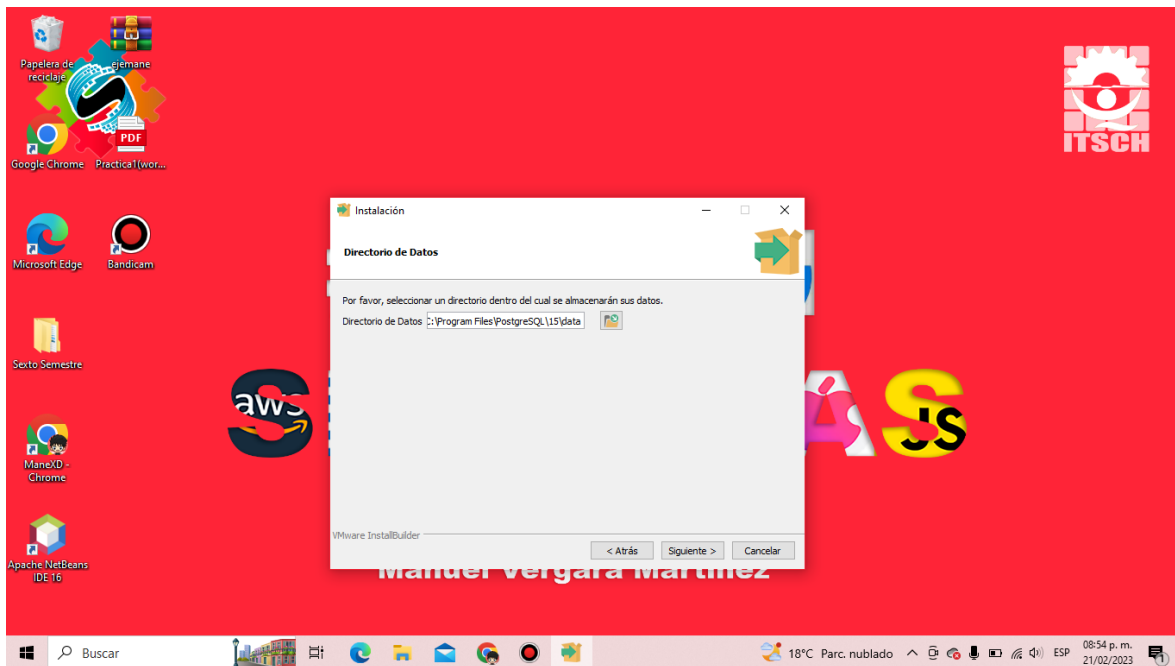 Papelera de
reciclaje
ejemane
Google Chrome
PDF
Practica1(wor...
ITSCH
Microsoft Edge
Bandicam
Sexto Semestre
ManeXD -
Chrome
Apache NetBeans
IDE 16
Instalación
Directorio de Datos
Por favor, seleccionar un directorio dentro del cual se almacenarán sus datos.
Directorio de Datos
:\Program Files\PostgreSQL\15\data
VMware InstallBuilder
< Atrás
Siguiente >
Cancelar
aws
S
Á
S
JS
Manuel Vergara Martínez
Buscar
18°C Parc. nublado
ESP
08:54 p. m.
21/02/2023